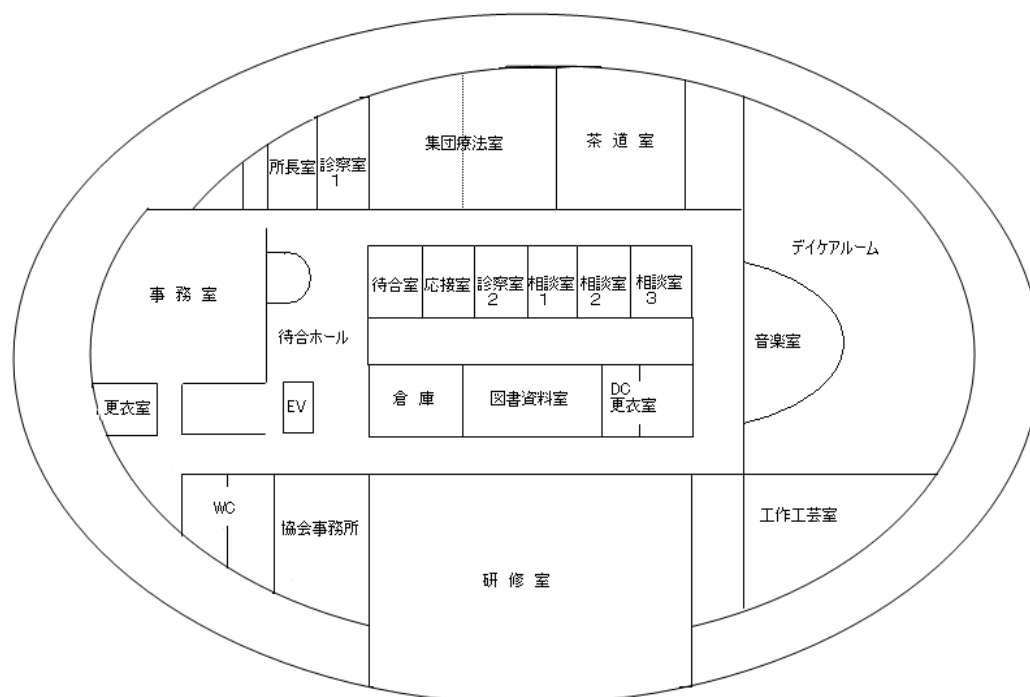 集団療法室
茶道室
所長室
診察室
1
デイケアルーム
事務室
待合室
応接室
診察室
2
相談室
1
相談室
2
相談室
3
待合ホール
音楽室
更衣室
EV
倉庫
図書資料室
DC
更衣室
WC
協会事務所
工作工芸室
研修室